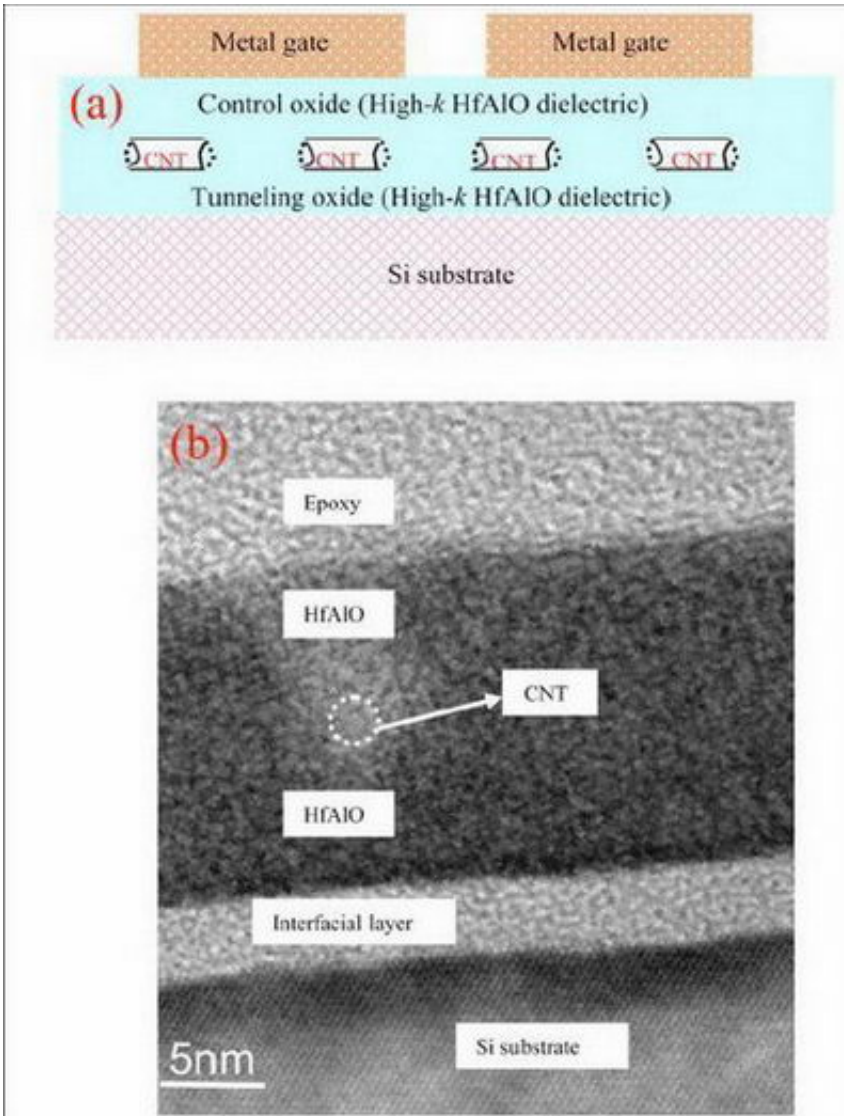 Metal gate Metal gate
(a)
Control oxide (High-k HfAlO dielectric)
CNT CNT CNT CNT
Tunneling oxide (High-k HfAlO dielectric)
Si substrate
(b)
Epoxy
HfAlO
CNT
HfAlO
Interfacial layer
Si substrate
5nm